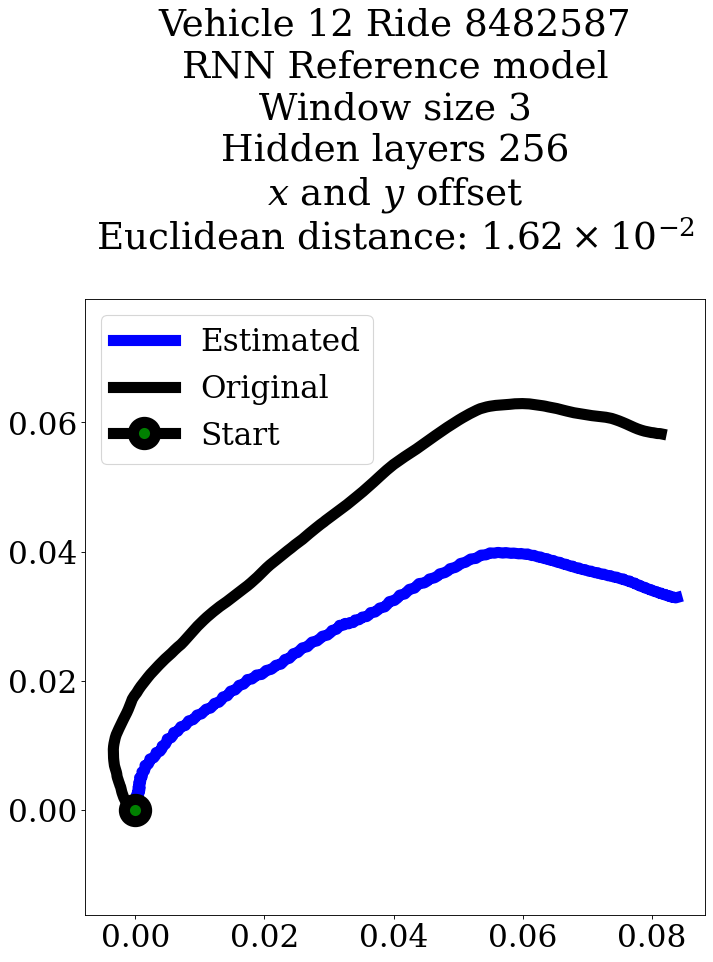 Vehicle 12 Ride 8482587
RNN Reference model
Window size 3
Hidden layers 256
x and y offset
Euclidean distance: 1.62 × 10⁻²
Estimated
Original
Start
0.06
0.04
0.02
0.00
0.00 0.02 0.04 0.06 0.08